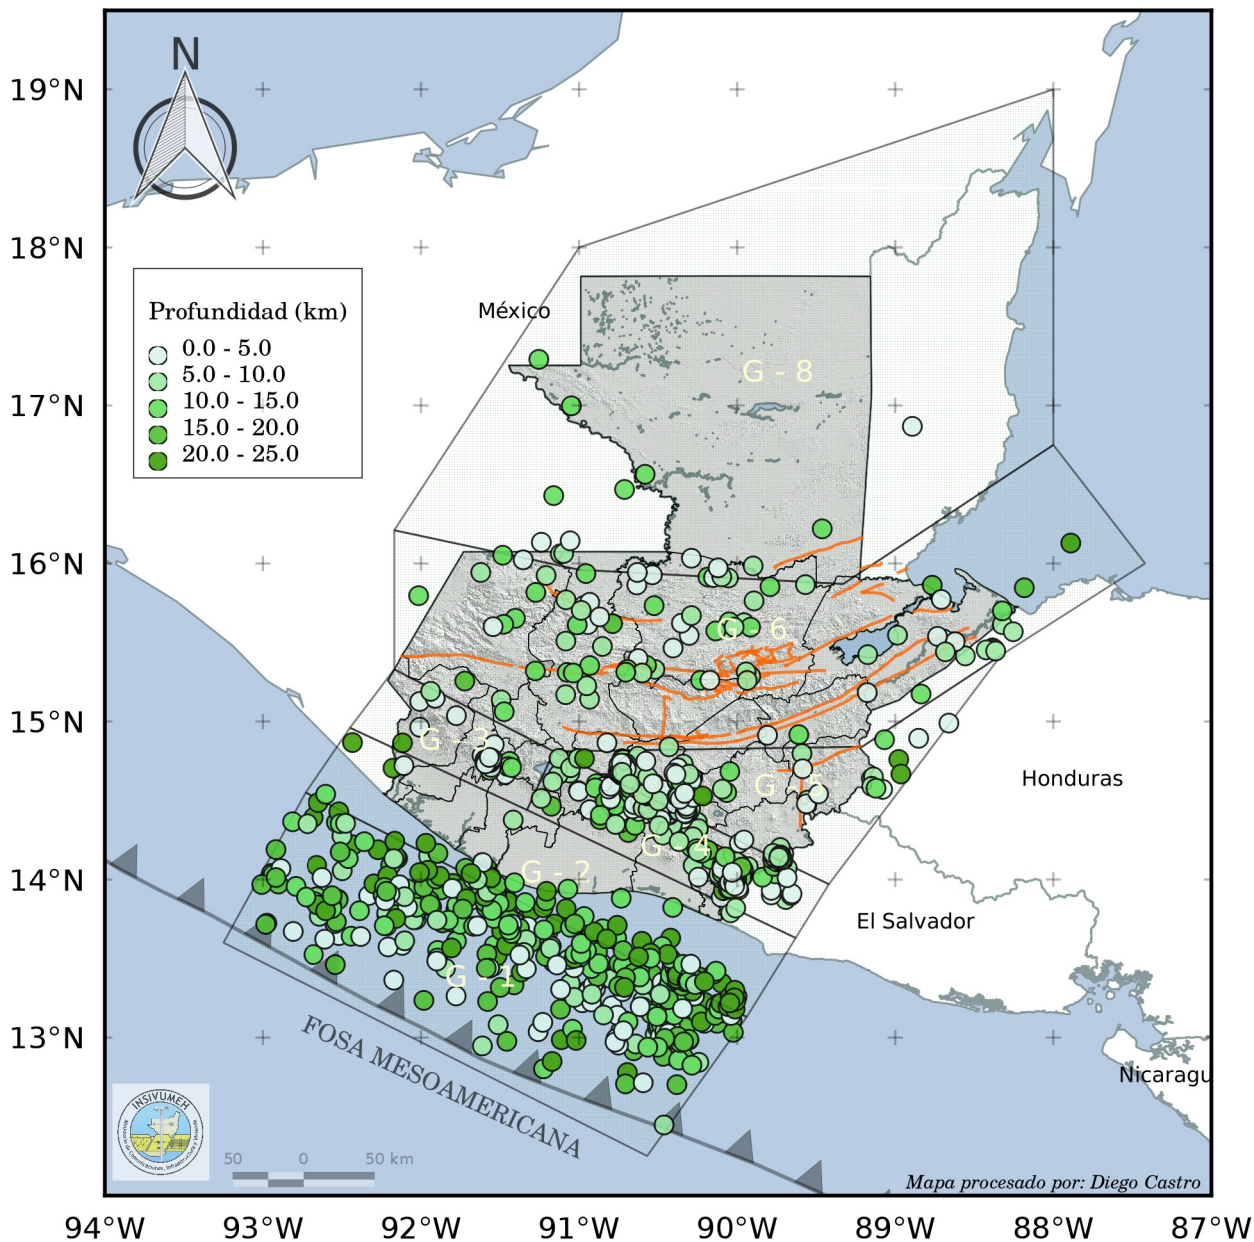 N
19°N
18°N
17°N
16°N
15°N
14°N
13°N
Profundidad (km)
0.0 - 5.0
5.0 - 10.0
10.0 - 15.0
15.0 - 20.0
20.0 - 25.0
México
G - 8
G - 6
G - 3
G - 5
G - 4
G - 2
G - 1
Honduras
El Salvador
Nicaragu
FOSA MESOAMERICANA
INSIVUMEH
50 0 50 km
Mapa procesado por: Diego Castro
94°W 93°W 92°W 91°W 90°W 89°W 88°W 87°W